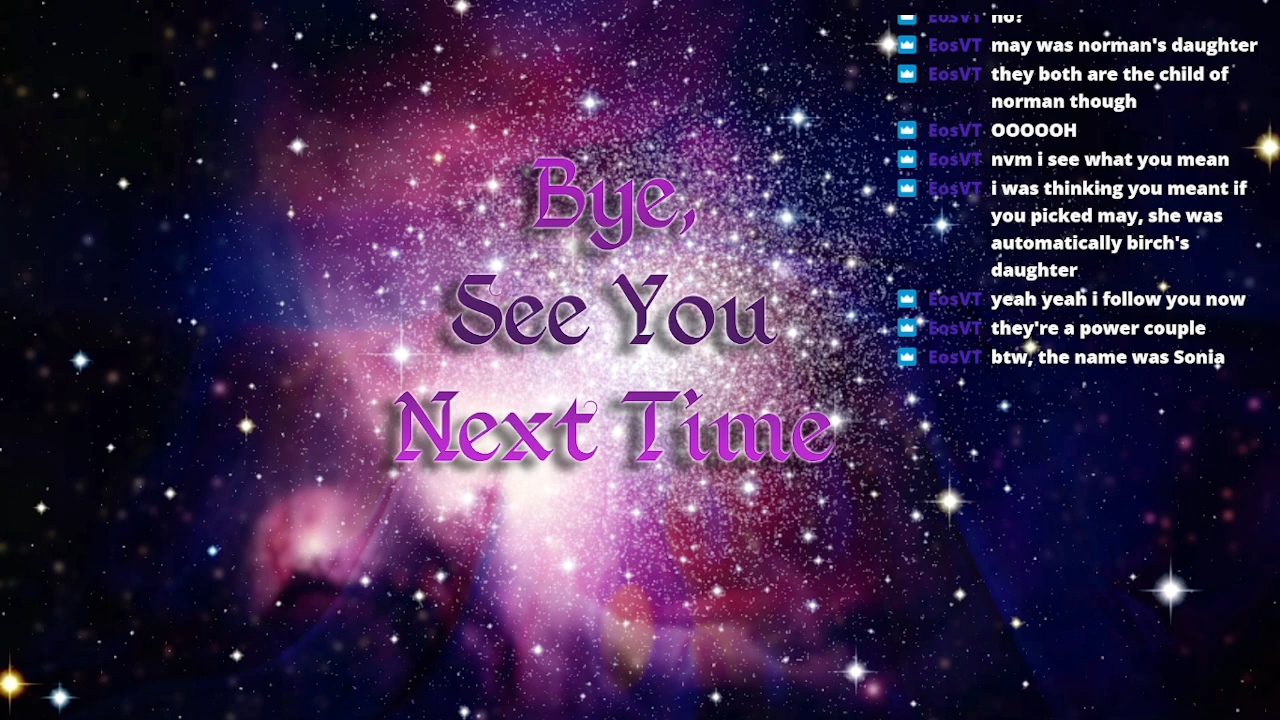 Bye,
See You
Next Time
EosVT no?
EosVT may was norman's daughter
EosVT they both are the child of
norman though
EosVT OOOOOH
EosVT nvm i see what you mean
EosVT i was thinking you meant if
you picked may, she was
automatically birch's
daughter
EosVT yeah yeah i follow you now
EosVT they're a power couple
EosVT btw, the name was Sonia